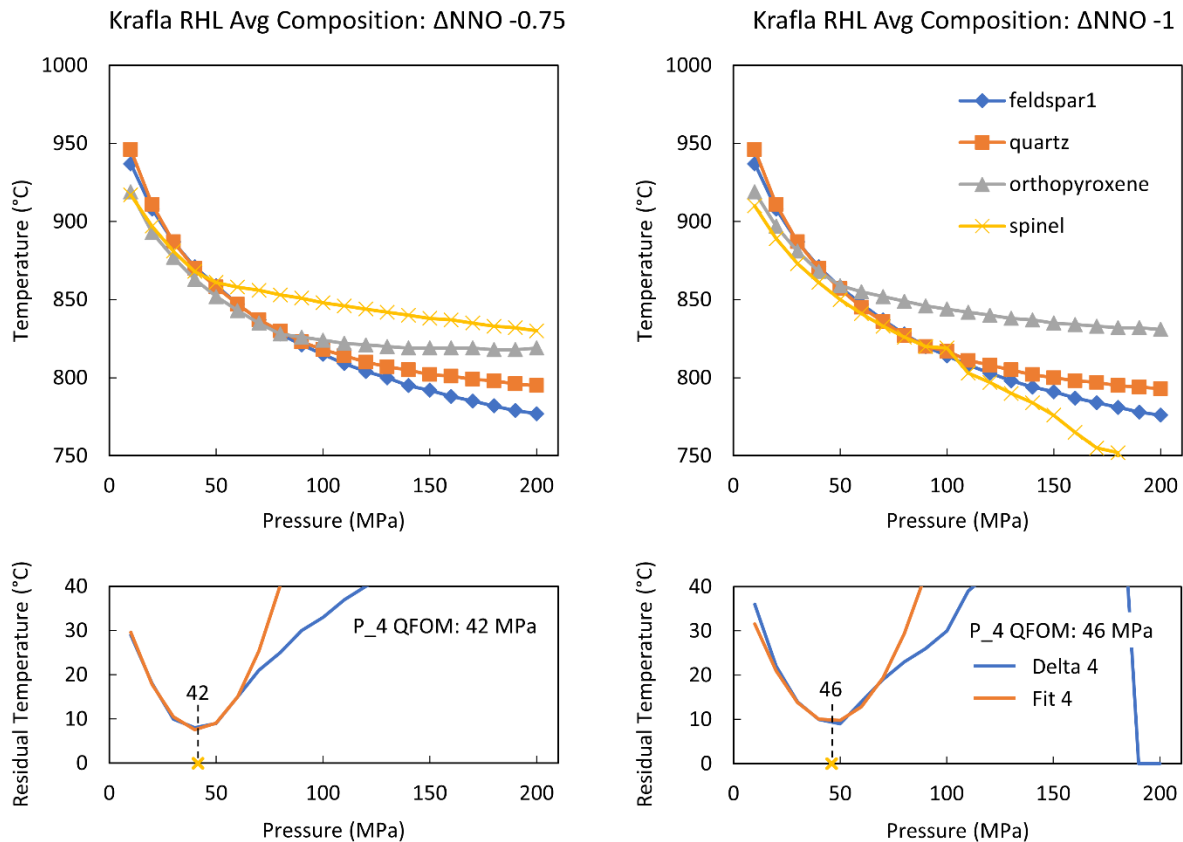 Krafla RHL Avg Composition: ΔNNO -0.75
Temperature (°C)
1000
950
900
850
800
750
0
50
100
150
200
Pressure (MPa)
Krafla RHL Avg Composition: ΔNNO -1
Temperature (°C)
1000
950
900
850
800
750
feldspar1
quartz
orthopyroxene
spinel
0
50
100
150
200
Pressure (MPa)
Residual Temperature (°C)
40
30
20
10
0
P_4 QFOM: 42 MPa
42
0
50
100
150
200
Pressure (MPa)
Residual Temperature (°C)
40
30
20
10
0
P_4 QFOM: 46 MPa
Delta 4
Fit 4
46
0
50
100
150
200
Pressure (MPa)